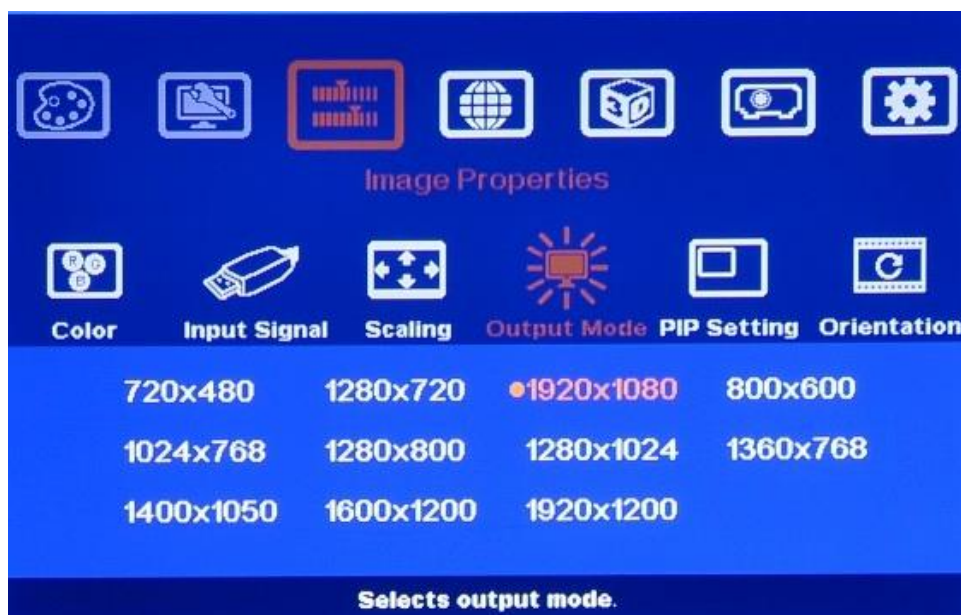 3D
Image Properties
R G
B
Color Input Signal Scaling Output Mode PIP Setting Orientation
720x480 1280x720 1920x1080 800x600
1024x768 1280x800 1280x1024 1360x768
1400x1050 1600x1200 1920x1200
Selects output mode.